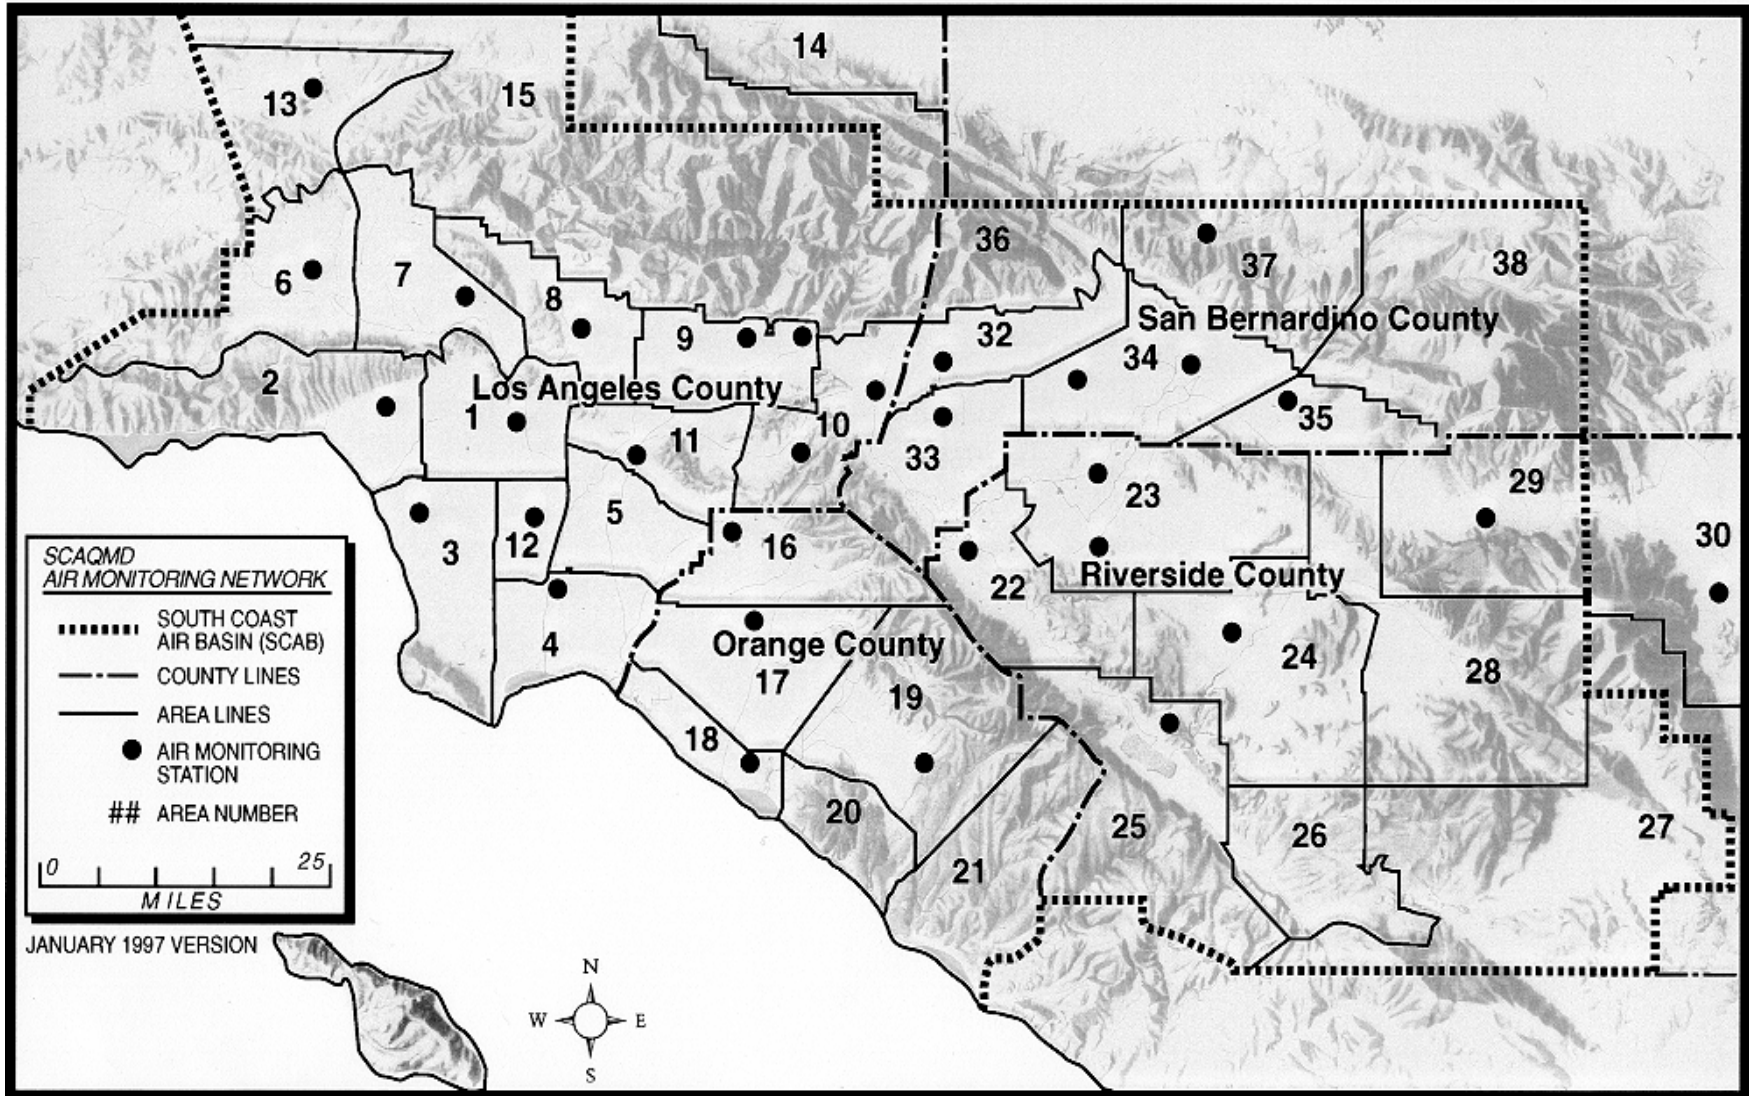 14
13
15
36
37
38
6
7
8
9
32
San Bernardino County
34
2
Los Angeles County
1
10
35
11
33
29
23
5
30
3
12
16
22
Riverside County
4
Orange County
24
28
17
19
18
20
25
26
27
21
SCAQMD
AIR MONITORING NETWORK
SOUTH COAST
AIR BASIN (SCAB)
COUNTY LINES
AREA LINES
AIR MONITORING
STATION
## AREA NUMBER
0 25
MILES
JANUARY 1997 VERSION
N
W E
S